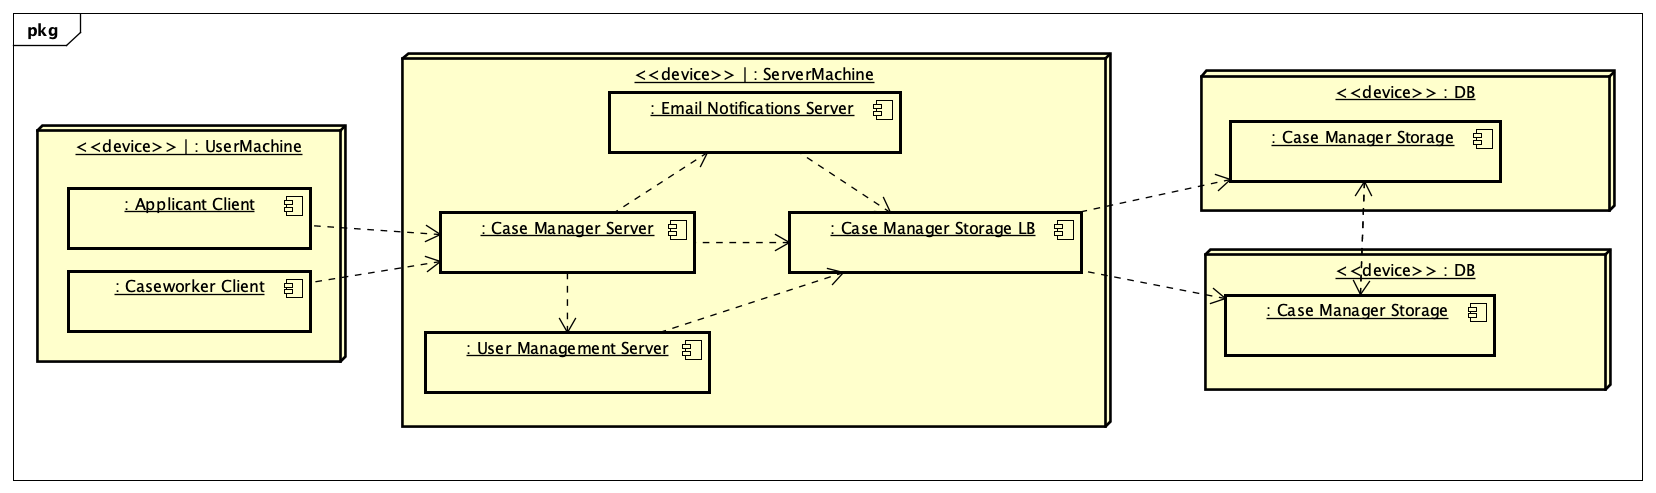 pkg
<<device>> | : UserMachine
: Applicant Client
: Caseworker Client
<<device>> | : ServerMachine
: Email Notifications Server
: Case Manager Server
: Case Manager Storage LB
: User Management Server
<<device>> : DB
: Case Manager Storage
<<device>> : DB
: Case Manager Storage